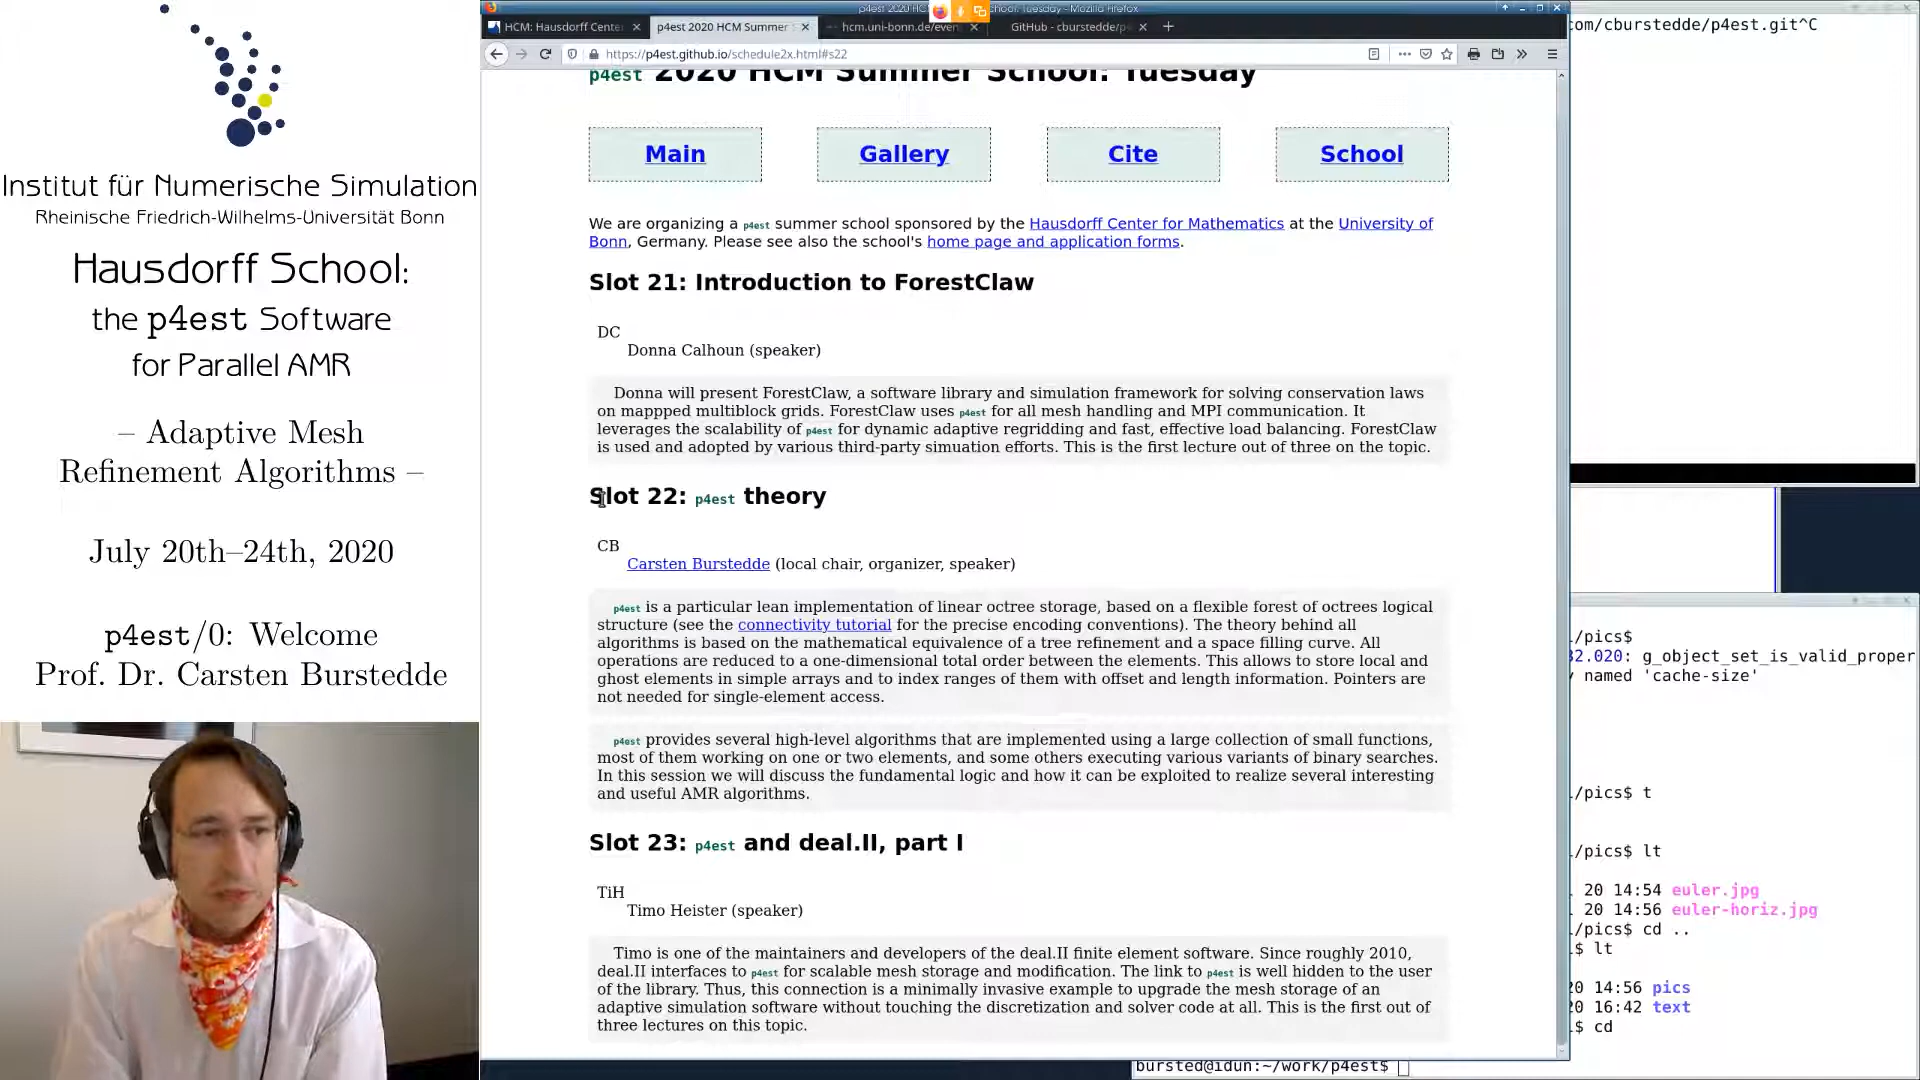 Institut für Numerische Simulation
Rheinische Friedrich-Wilhelms-Universität Bonn
Hausdorff School:
the p4est Software
for Parallel AMR
– Adaptive Mesh
Refinement Algorithms –
July 20th–24th, 2020
p4est/0: Welcome
Prof. Dr. Carsten Burstedde
p4est 2020 HCM School: Tuesday - Mozilla Firefox
HCM: Hausdorff Cente
p4est 2020 HCM Summer S
hcm.uni-bonn.de/even
GitHub - cburstedde/p4
https://p4est.github.io/schedule2x.html#s22
p4est 2020 HCM Summer School: Tuesday
Main
Gallery
Cite
School
We are organizing a p4est summer school sponsored by the Hausdorff Center for Mathematics at the University of
Bonn, Germany. Please see also the school's home page and application forms.
Slot 21: Introduction to ForestClaw
DC
Donna Calhoun (speaker)
Donna will present ForestClaw, a software library and simulation framework for solving conservation laws
on mappped multiblock grids. ForestClaw uses p4est for all mesh handling and MPI communication. It
leverages the scalability of p4est for dynamic adaptive regridding and fast, effective load balancing. ForestClaw
is used and adopted by various third-party simuation efforts. This is the first lecture out of three on the topic.
Slot 22: p4est theory
CB
Carsten Burstedde (local chair, organizer, speaker)
p4est is a particular lean implementation of linear octree storage, based on a flexible forest of octrees logical
structure (see the connectivity tutorial for the precise encoding conventions). The theory behind all
algorithms is based on the mathematical equivalence of a tree refinement and a space filling curve. All
operations are reduced to a one-dimensional total order between the elements. This allows to store local and
ghost elements in simple arrays and to index ranges of them with offset and length information. Pointers are
not needed for single-element access.
p4est provides several high-level algorithms that are implemented using a large collection of small functions,
most of them working on one or two elements, and some others executing various variants of binary searches.
In this session we will discuss the fundamental logic and how it can be exploited to realize several interesting
and useful AMR algorithms.
Slot 23: p4est and deal.II, part I
TiH
Timo Heister (speaker)
Timo is one of the maintainers and developers of the deal.II finite element software. Since roughly 2010,
deal.II interfaces to p4est for scalable mesh storage and modification. The link to p4est is well hidden to the user
of the library. Thus, this connection is a minimally invasive example to upgrade the mesh storage of an
adaptive simulation software without touching the discretization and solver code at all. This is the first out of
three lectures on this topic.
com/cburstedde/p4est.git^C
/pics$
32.020: g_object_set_is_valid_proper
y named 'cache-size'
/pics$ t
/pics$ lt
20 14:54 euler.jpg
20 14:56 euler-horiz.jpg
/pics$ cd ..
$ lt
20 14:56 pics
20 16:42 text
$ cd
bursted@idun:~/work/p4est$